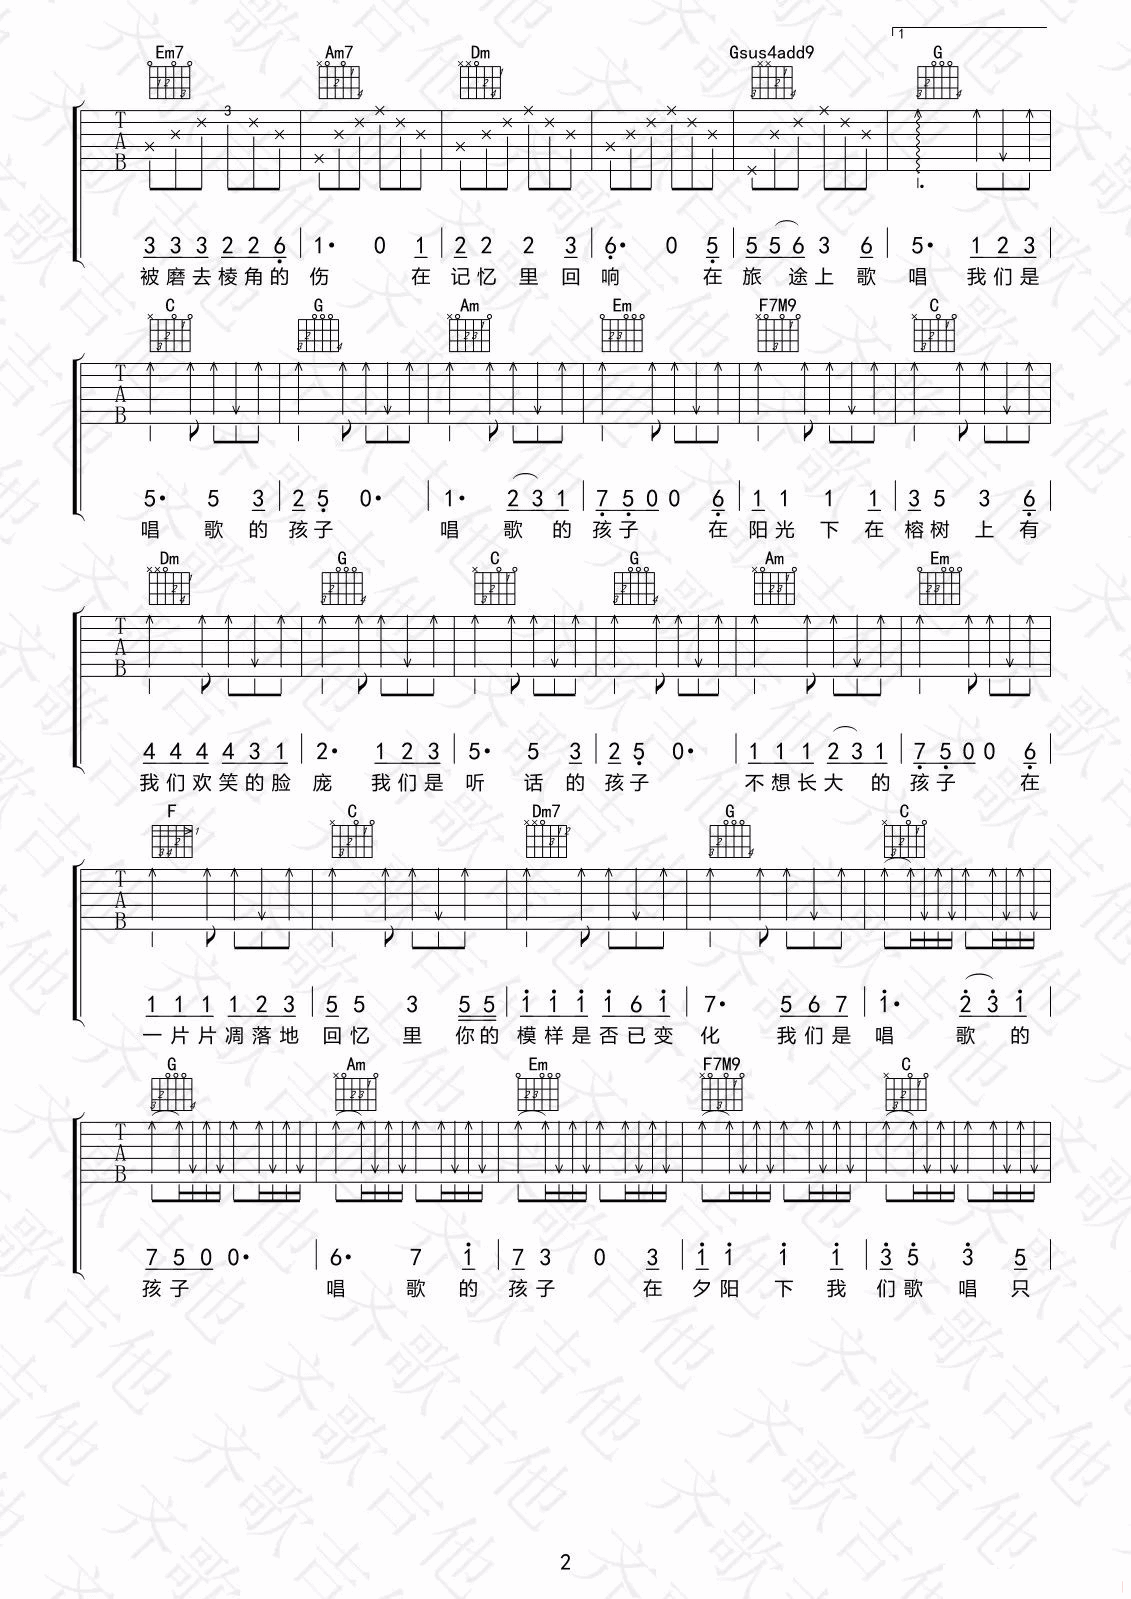 1
Em7 Am7 Dm Gsus4add9 G
3
T
A
B
3 3 3 2 2 6 | 1· 0 1 | 2 2 2 3 | 6· 0 5 | 5 5 6 3 6 | 5· 1 2 3 |
被磨去棱角的 伤 在 记忆 里 回 响 在 旅 途上 歌 唱 我们是
C G Am Em F7M9 C
T
A
B
5· 5 3 | 2 5 0· | 1· 2 3 1 | 7 5 0 0 6 | 1 1 1 1 | 3 5 3 6 |
唱 歌 的 孩子 唱 歌 的 孩子 在 阳光 下 在 榕树 上 有
Dm G C G Am Em
T
A
B
4 4 4 4 3 1 | 2· 1 2 3 | 5· 5 3 | 2 5 0· | 1 1 1 2 3 1 | 7 5 0 0 6 |
我们欢笑的脸 庞 我们是 听 话 的 孩子 不想长大 的 孩子 在
F C Dm7 G C
T
A
B
1 1 1 1 2 3 | 5 5 3 5 5 | 1 1 1 1 6 1 | 7· 5 6 7 | 1· 2 3 1 |
一片片凋落地 回忆 里 你的 模样是否已变 化 我们是 唱 歌 的
G Am Em F7M9 C
T
A
B
7 5 0 0· | 6· 7 1 | 7 3 0 3 | 1 1 1 1 | 3 5 3 5 |
孩子 唱 歌 的 孩子 在 夕阳 下 我 们歌 唱 只
2